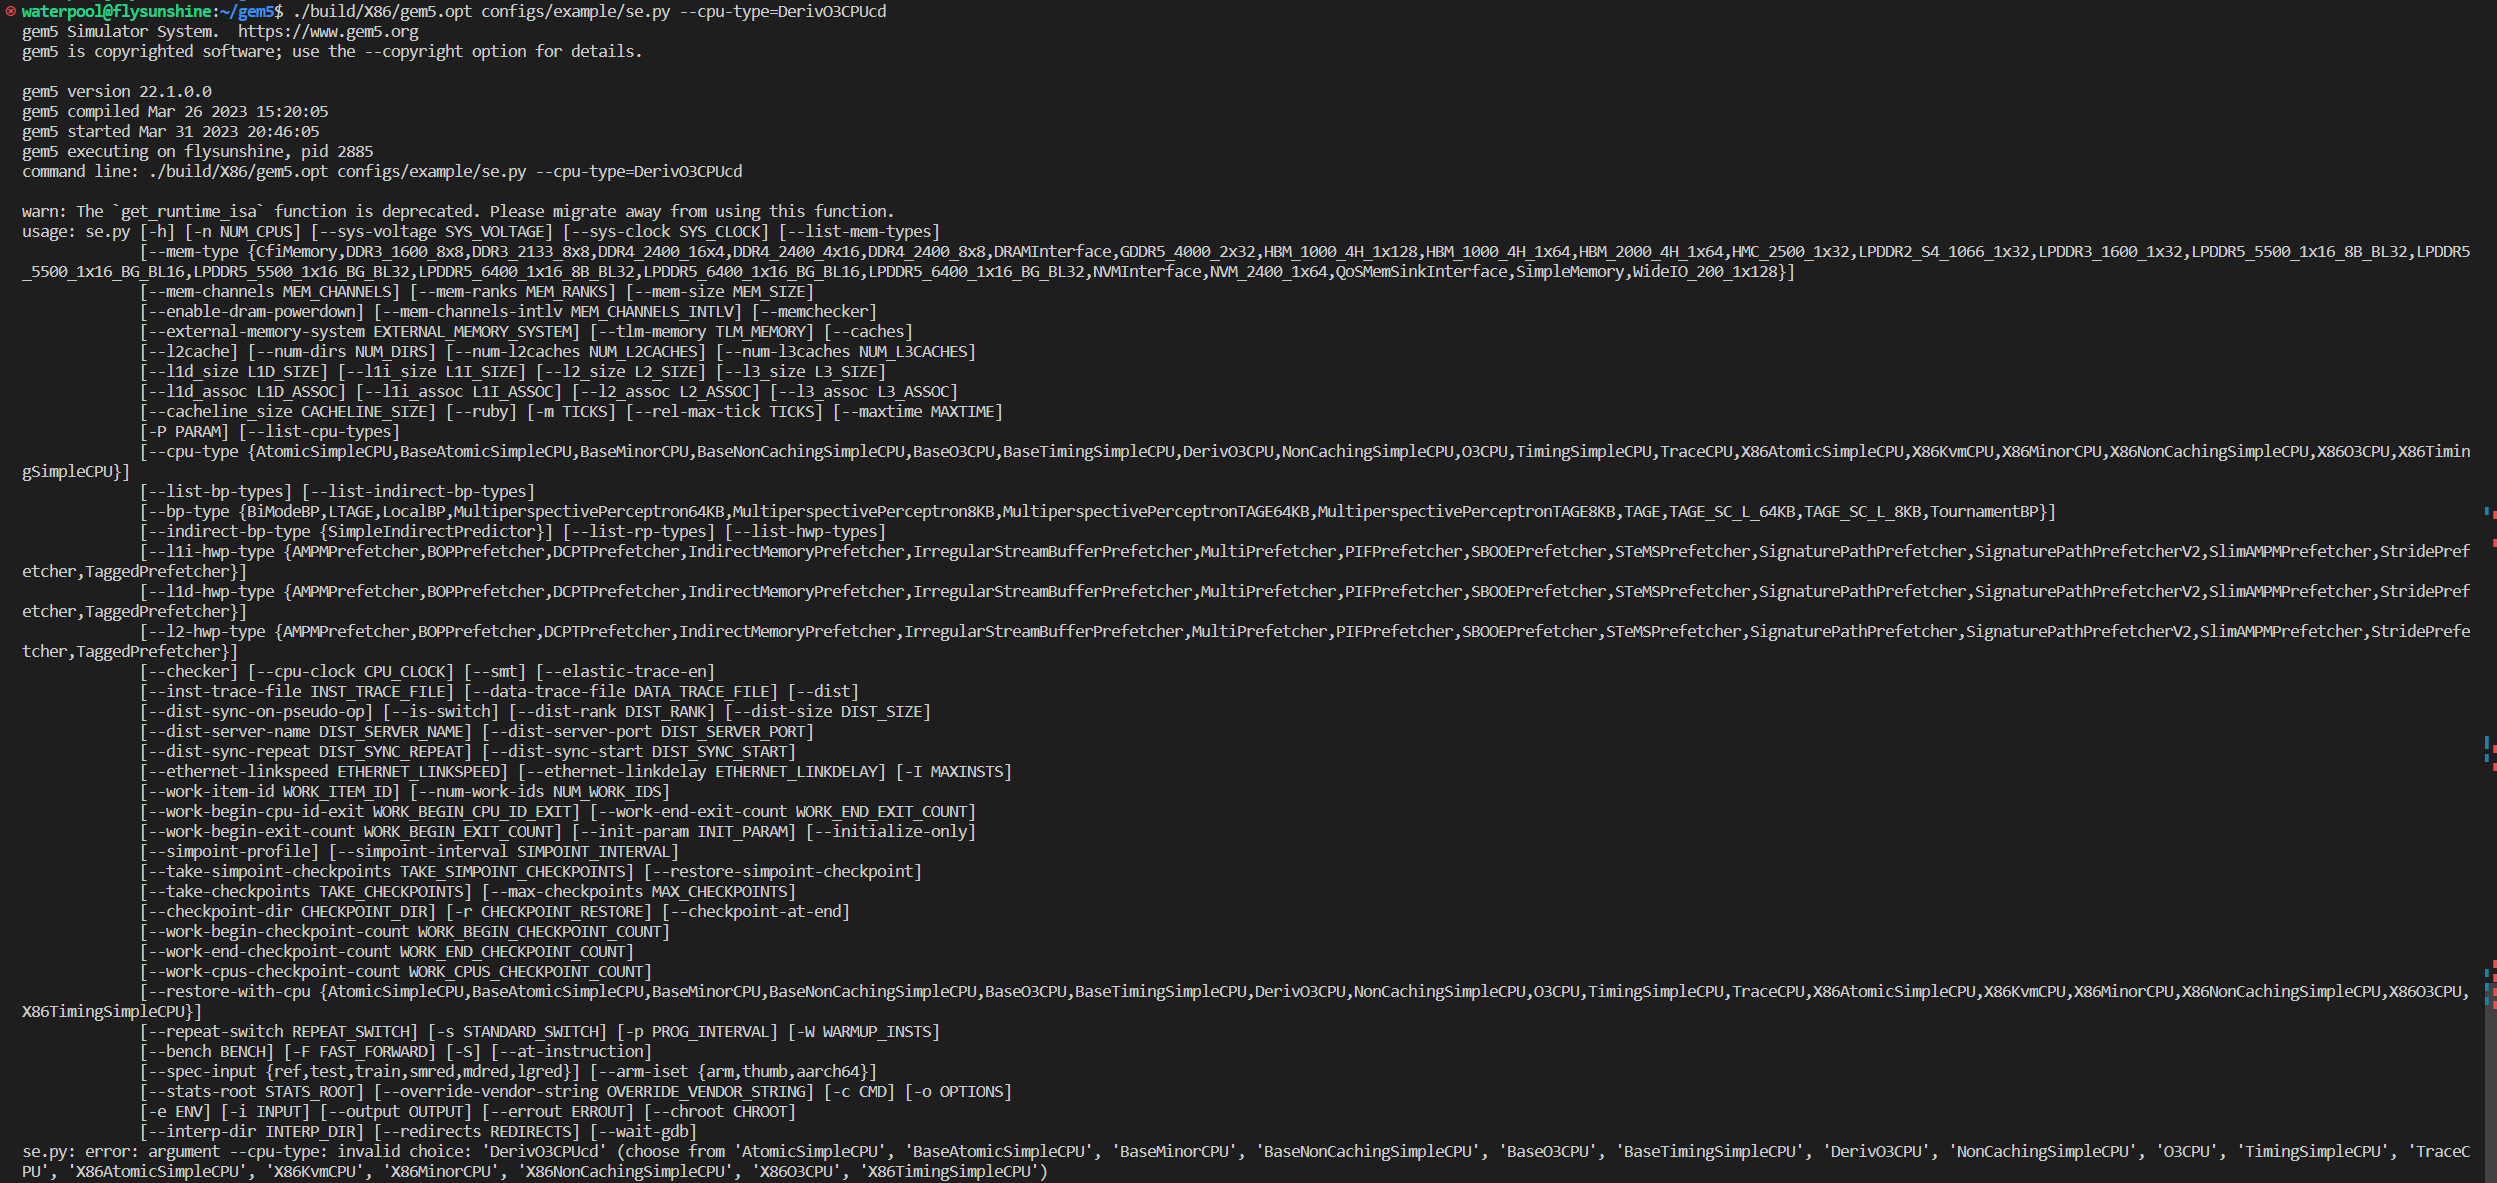 waterpool@flysunshine:~/gem5$ ./build/X86/gem5.opt configs/example/se.py --cpu-type=DerivO3CPUcd
gem5 Simulator System.  https://www.gem5.org
gem5 is copyrighted software; use the --copyright option for details.

gem5 version 22.1.0.0
gem5 compiled Mar 26 2023 15:20:05
gem5 started Mar 31 2023 20:46:05
gem5 executing on flysunshine, pid 2885
command line: ./build/X86/gem5.opt configs/example/se.py --cpu-type=DerivO3CPUcd

warn: The `get_runtime_isa` function is deprecated. Please migrate away from using this function.
usage: se.py [-h] [-n NUM_CPUS] [--sys-voltage SYS_VOLTAGE] [--sys-clock SYS_CLOCK] [--list-mem-types]
[--mem-type {CfiMemory,DDR3_1600_8x8,DDR3_2133_8x8,DDR4_2400_16x4,DDR4_2400_4x16,DDR4_2400_8x8,DRAMInterface,GDDR5_4000_2x32,HBM_1000_4H_1x128,HBM_1000_4H_1x64,HBM_2000_4H_1x64,HMC_2500_1x32,LPDDR2_S4_1066_1x32,LPDDR3_1600_1x32,LPDDR5_5500_1x16_8B_BL32,LPDDR5
_5500_1x16_BG_BL16,LPDDR5_5500_1x16_BG_BL32,LPDDR5_6400_1x16_8B_BL32,LPDDR5_6400_1x16_BG_BL16,LPDDR5_6400_1x16_BG_BL32,NVMInterface,NVM_2400_1x64,QoSMemSinkInterface,SimpleMemory,WideIO_200_1x128}]
[--mem-channels MEM_CHANNELS] [--mem-ranks MEM_RANKS] [--mem-size MEM_SIZE]
[--enable-dram-powerdown] [--mem-channels-intlv MEM_CHANNELS_INTLV] [--memchecker]
[--external-memory-system EXTERNAL_MEMORY_SYSTEM] [--tlm-memory TLM_MEMORY] [--caches]
[--l2cache] [--num-dirs NUM_DIRS] [--num-l2caches NUM_L2CACHES] [--num-l3caches NUM_L3CACHES]
[--l1d_size L1D_SIZE] [--l1i_size L1I_SIZE] [--l2_size L2_SIZE] [--l3_size L3_SIZE]
[--l1d_assoc L1D_ASSOC] [--l1i_assoc L1I_ASSOC] [--l2_assoc L2_ASSOC] [--l3_assoc L3_ASSOC]
[--cacheline_size CACHELINE_SIZE] [--ruby] [-m TICKS] [--rel-max-tick TICKS] [--maxtime MAXTIME]
[-P PARAM] [--list-cpu-types]
[--cpu-type {AtomicSimpleCPU,BaseAtomicSimpleCPU,BaseMinorCPU,BaseNonCachingSimpleCPU,BaseO3CPU,BaseTimingSimpleCPU,DerivO3CPU,NonCachingSimpleCPU,O3CPU,TimingSimpleCPU,TraceCPU,X86AtomicSimpleCPU,X86KvmCPU,X86MinorCPU,X86NonCachingSimpleCPU,X86O3CPU,X86Timin
gSimpleCPU}]
[--list-bp-types] [--list-indirect-bp-types]
[--bp-type {BiModeBP,LTAGE,LocalBP,MultiperspectivePerceptron64KB,MultiperspectivePerceptron8KB,MultiperspectivePerceptronTAGE64KB,MultiperspectivePerceptronTAGE8KB,TAGE,TAGE_SC_L_64KB,TAGE_SC_L_8KB,TournamentBP}]
[--indirect-bp-type {SimpleIndirectPredictor}] [--list-rp-types] [--list-hwp-types]
[--l1i-hwp-type {AMPMPrefetcher,BOPPrefetcher,DCPTPrefetcher,IndirectMemoryPrefetcher,IrregularStreamBufferPrefetcher,MultiPrefetcher,PIFPrefetcher,SBOOEPrefetcher,STeMSPrefetcher,SignaturePathPrefetcher,SignaturePathPrefetcherV2,SlimAMPMPrefetcher,StridePref
etcher,TaggedPrefetcher}]
[--l1d-hwp-type {AMPMPrefetcher,BOPPrefetcher,DCPTPrefetcher,IndirectMemoryPrefetcher,IrregularStreamBufferPrefetcher,MultiPrefetcher,PIFPrefetcher,SBOOEPrefetcher,STeMSPrefetcher,SignaturePathPrefetcher,SignaturePathPrefetcherV2,SlimAMPMPrefetcher,StridePref
etcher,TaggedPrefetcher}]
[--l2-hwp-type {AMPMPrefetcher,BOPPrefetcher,DCPTPrefetcher,IndirectMemoryPrefetcher,IrregularStreamBufferPrefetcher,MultiPrefetcher,PIFPrefetcher,SBOOEPrefetcher,STeMSPrefetcher,SignaturePathPrefetcher,SignaturePathPrefetcherV2,SlimAMPMPrefetcher,StridePrefe
tcher,TaggedPrefetcher}]
[--checker] [--cpu-clock CPU_CLOCK] [--smt] [--elastic-trace-en]
[--inst-trace-file INST_TRACE_FILE] [--data-trace-file DATA_TRACE_FILE] [--dist]
[--dist-sync-on-pseudo-op] [--is-switch] [--dist-rank DIST_RANK] [--dist-size DIST_SIZE]
[--dist-server-name DIST_SERVER_NAME] [--dist-server-port DIST_SERVER_PORT]
[--dist-sync-repeat DIST_SYNC_REPEAT] [--dist-sync-start DIST_SYNC_START]
[--ethernet-linkspeed ETHERNET_LINKSPEED] [--ethernet-linkdelay ETHERNET_LINKDELAY] [-I MAXINSTS]
[--work-item-id WORK_ITEM_ID] [--num-work-ids NUM_WORK_IDS]
[--work-begin-cpu-id-exit WORK_BEGIN_CPU_ID_EXIT] [--work-end-exit-count WORK_END_EXIT_COUNT]
[--work-begin-exit-count WORK_BEGIN_EXIT_COUNT] [--init-param INIT_PARAM] [--initialize-only]
[--simpoint-profile] [--simpoint-interval SIMPOINT_INTERVAL]
[--take-simpoint-checkpoints TAKE_SIMPOINT_CHECKPOINTS] [--restore-simpoint-checkpoint]
[--take-checkpoints TAKE_CHECKPOINTS] [--max-checkpoints MAX_CHECKPOINTS]
[--checkpoint-dir CHECKPOINT_DIR] [-r CHECKPOINT_RESTORE] [--checkpoint-at-end]
[--work-begin-checkpoint-count WORK_BEGIN_CHECKPOINT_COUNT]
[--work-end-checkpoint-count WORK_END_CHECKPOINT_COUNT]
[--work-cpus-checkpoint-count WORK_CPUS_CHECKPOINT_COUNT]
[--restore-with-cpu {AtomicSimpleCPU,BaseAtomicSimpleCPU,BaseMinorCPU,BaseNonCachingSimpleCPU,BaseO3CPU,BaseTimingSimpleCPU,DerivO3CPU,NonCachingSimpleCPU,O3CPU,TimingSimpleCPU,TraceCPU,X86AtomicSimpleCPU,X86KvmCPU,X86MinorCPU,X86NonCachingSimpleCPU,X86O3CPU,
X86TimingSimpleCPU}]
[--repeat-switch REPEAT_SWITCH] [-s STANDARD_SWITCH] [-p PROG_INTERVAL] [-W WARMUP_INSTS]
[--bench BENCH] [-F FAST_FORWARD] [-S] [--at-instruction]
[--spec-input {ref,test,train,smred,mdred,lgred}] [--arm-iset {arm,thumb,aarch64}]
[--stats-root STATS_ROOT] [--override-vendor-string OVERRIDE_VENDOR_STRING] [-c CMD] [-o OPTIONS]
[-e ENV] [-i INPUT] [--output OUTPUT] [--errout ERROUT] [--chroot CHROOT]
[--interp-dir INTERP_DIR] [--redirects REDIRECTS] [--wait-gdb]
se.py: error: argument --cpu-type: invalid choice: 'DerivO3CPUcd' (choose from 'AtomicSimpleCPU', 'BaseAtomicSimpleCPU', 'BaseMinorCPU', 'BaseNonCachingSimpleCPU', 'BaseO3CPU', 'BaseTimingSimpleCPU', 'DerivO3CPU', 'NonCachingSimpleCPU', 'O3CPU', 'TimingSimpleCPU', 'TraceC
PU', 'X86AtomicSimpleCPU', 'X86KvmCPU', 'X86MinorCPU', 'X86NonCachingSimpleCPU', 'X86O3CPU', 'X86TimingSimpleCPU')